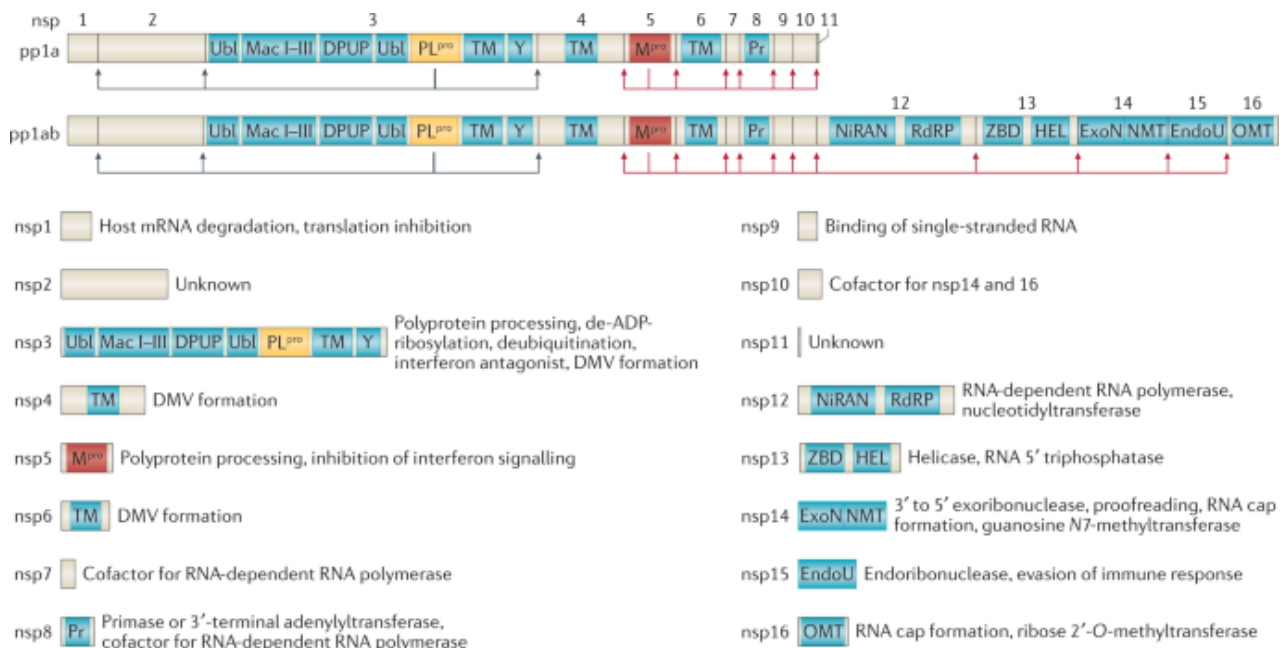 nsp 1 2 3 4 5 6 7 8 9 10 11
pp1a Ubl Mac I–III DPUP Ubl PLpro TM Y TM Mpro TM Pr
12 13 14 15 16
pp1ab Ubl Mac I–III DPUP Ubl PLpro TM Y TM Mpro TM Pr NiRAN RdRP ZBD HEL ExoN NMT EndoU OMT
nsp1 Host mRNA degradation, translation inhibition
nsp2 Unknown
nsp3 Ubl Mac I–III DPUP Ubl PLpro TM Y
Polyprotein processing, de-ADP-
ribosylation, deubiquitination,
interferon antagonist, DMV formation
nsp4 TM DMV formation
nsp5 Mpro Polyprotein processing, inhibition of interferon signalling
nsp6 TM DMV formation
nsp7 Cofactor for RNA-dependent RNA polymerase
nsp8 Pr Primase or 3′-terminal adenylyltransferase,
cofactor for RNA-dependent RNA polymerase
nsp9 Binding of single-stranded RNA
nsp10 Cofactor for nsp14 and 16
nsp11 Unknown
nsp12 NiRAN RdRP RNA-dependent RNA polymerase,
nucleotidyltransferase
nsp13 ZBD HEL Helicase, RNA 5′ triphosphatase
nsp14 ExoN NMT 3′ to 5′ exoribonuclease, proofreading, RNA cap
formation, guanosine N7-methyltransferase
nsp15 EndoU Endoribonuclease, evasion of immune response
nsp16 OMT RNA cap formation, ribose 2′-O-methyltransferase